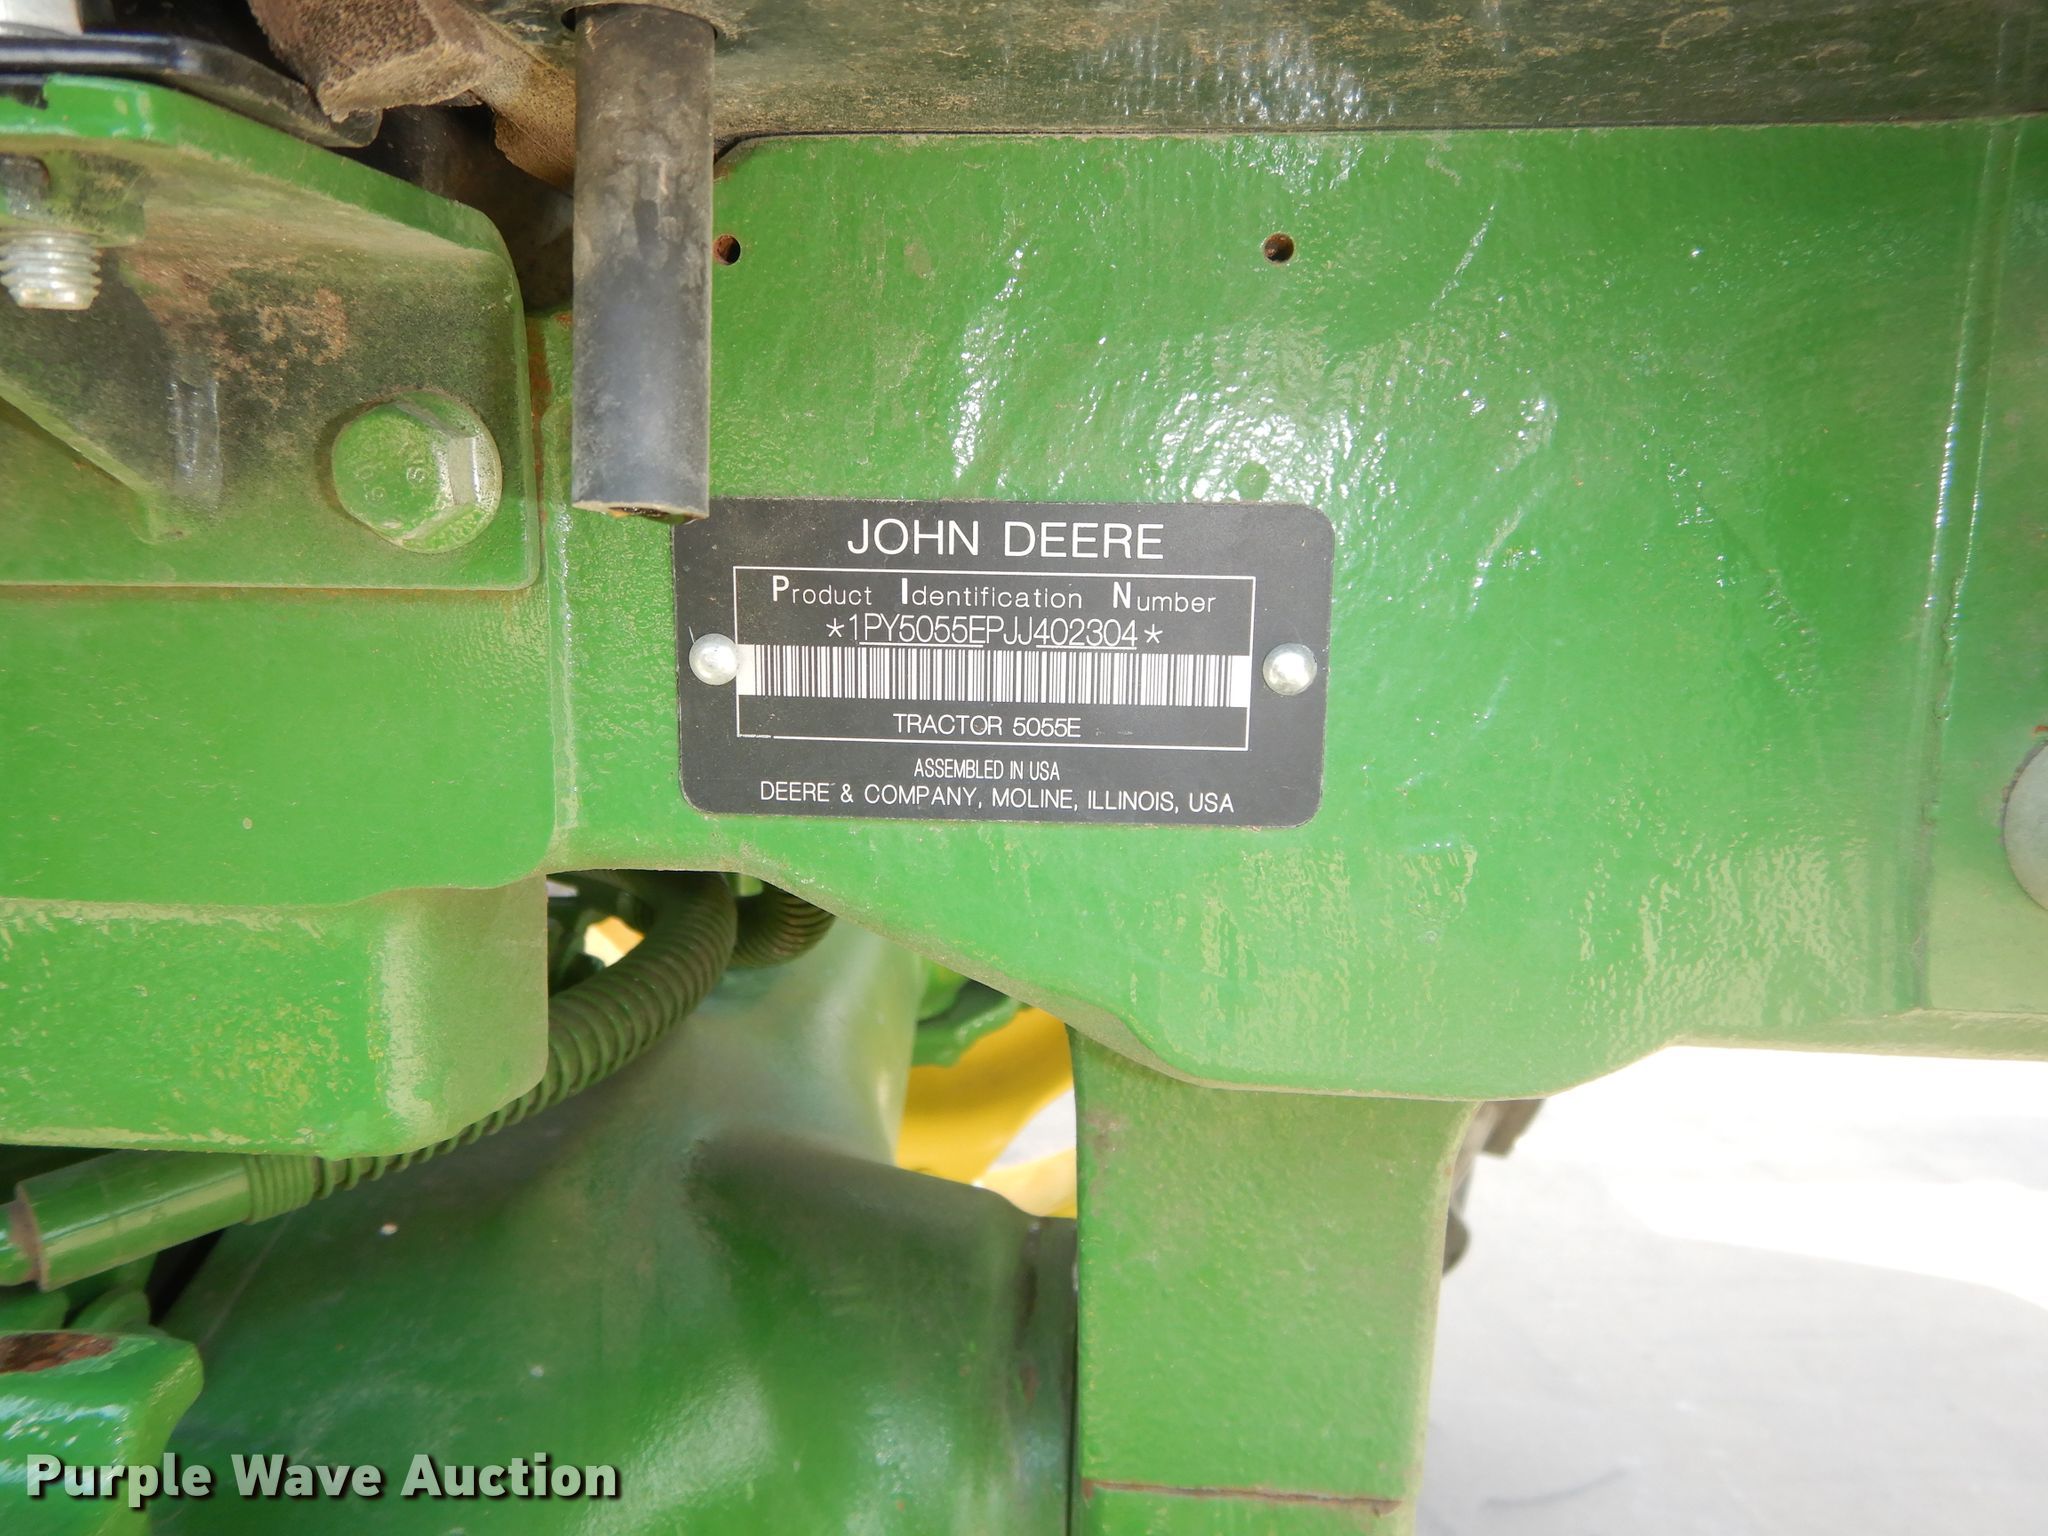 JOHN DEERE
Product Identification Number
*1PY5055EPJJ402304*
TRACTOR 5055E
ASSEMBLED IN USA
DEERE & COMPANY, MOLINE, ILLINOIS, USA
Purple Wave Auction